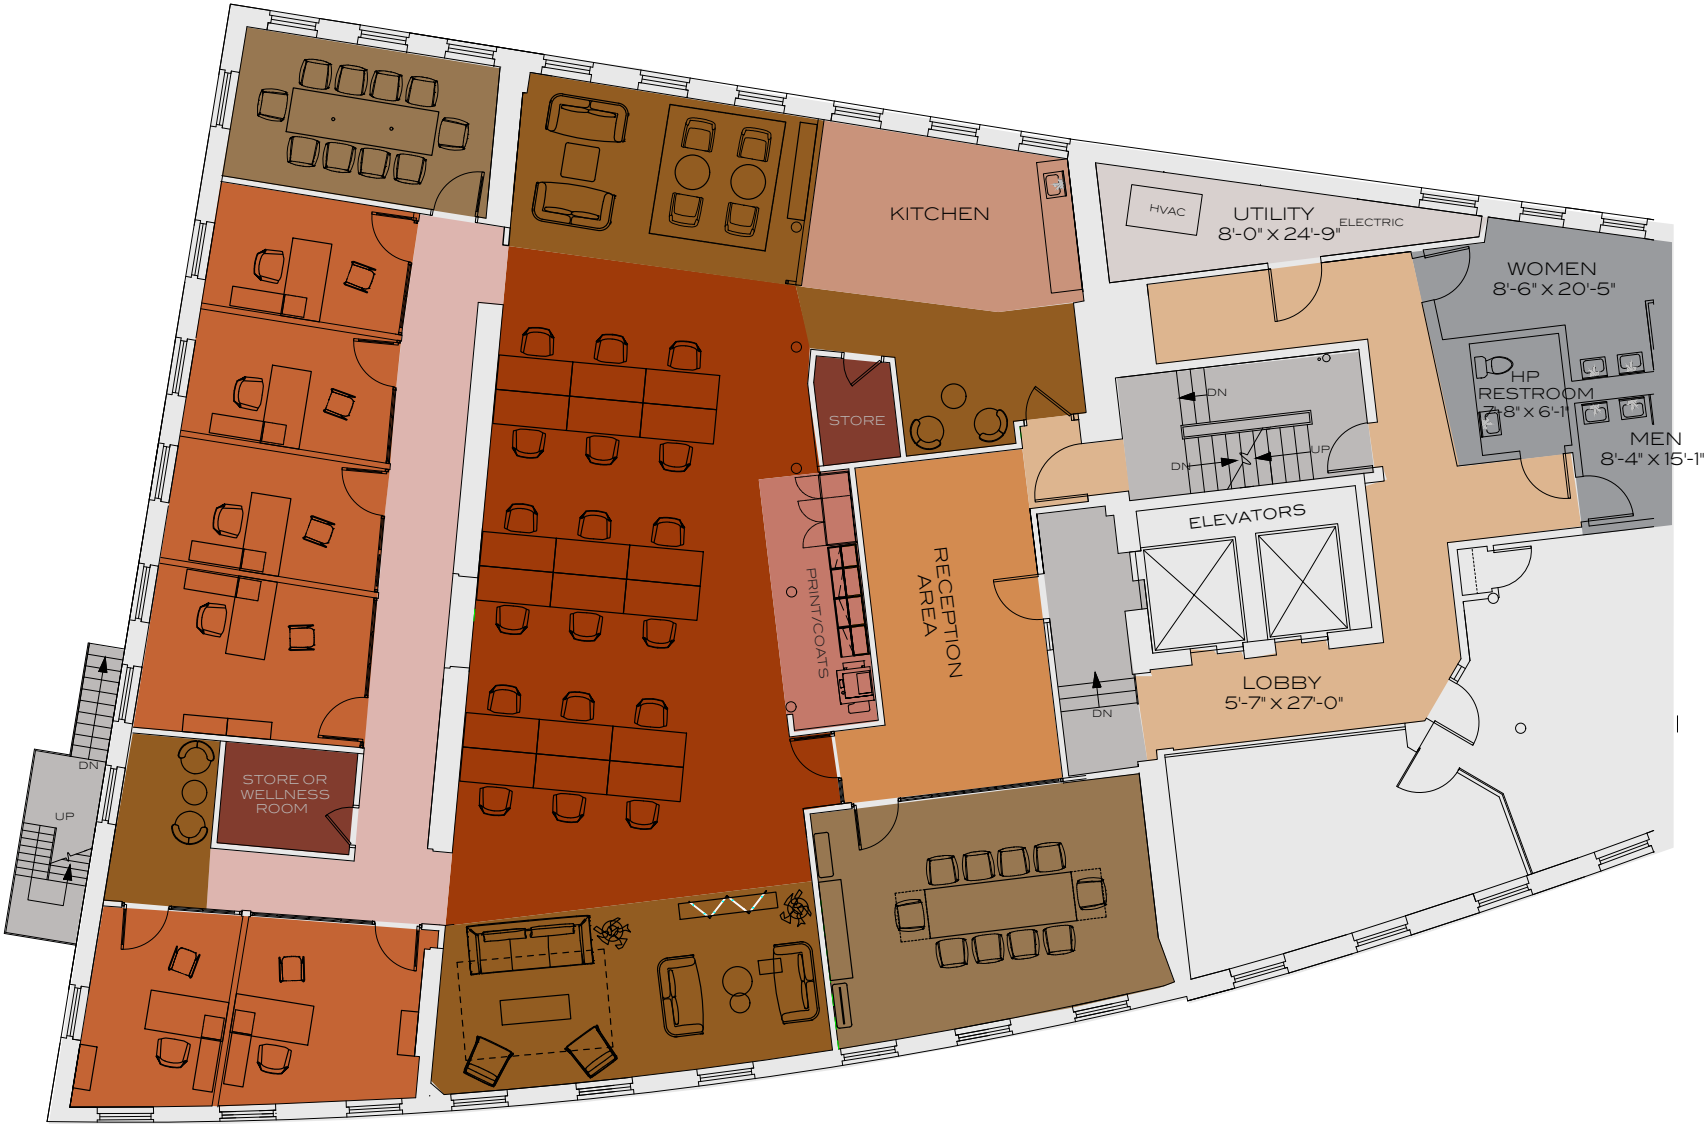 HVAC
UTILITY
8'-0" X 24'-9"
ELECTRIC
KITCHEN
WOMEN
8'-6" X 20'-5"
HP
RESTROOM
7'-8" X 6'-1"
MEN
8'-4" X 15'-1"
DN
UP
DN
STORE
ELEVATORS
RECEPTION
AREA
PRINT/COATS
LOBBY
5'-7" X 27'-0"
DN
DN
UP
STORE OR
WELLNESS
ROOM